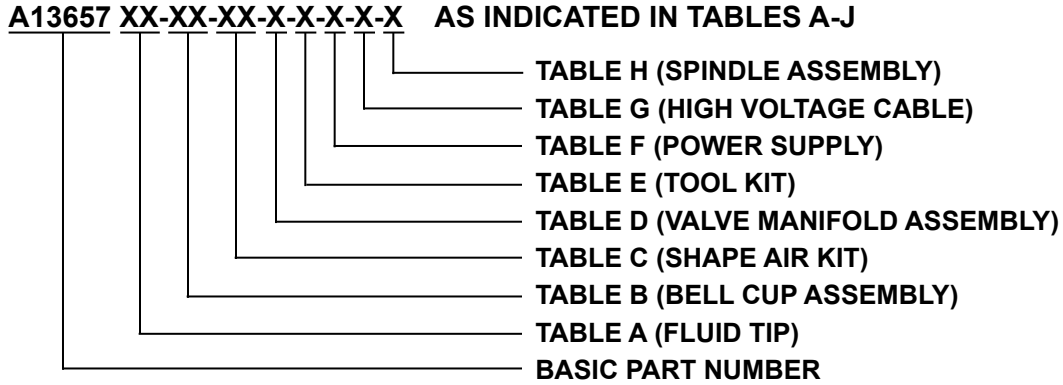 A13657 XX-XX-XX-X-X-X-X-X AS INDICATED IN TABLES A-J
TABLE H (SPINDLE ASSEMBLY)
TABLE G (HIGH VOLTAGE CABLE)
TABLE F (POWER SUPPLY)
TABLE E (TOOL KIT)
TABLE D (VALVE MANIFOLD ASSEMBLY)
TABLE C (SHAPE AIR KIT)
TABLE B (BELL CUP ASSEMBLY)
TABLE A (FLUID TIP)
BASIC PART NUMBER